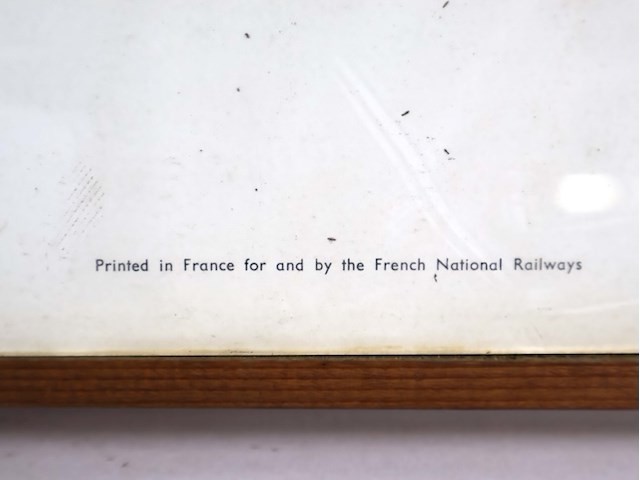 Printed in France for and by the French National Railways